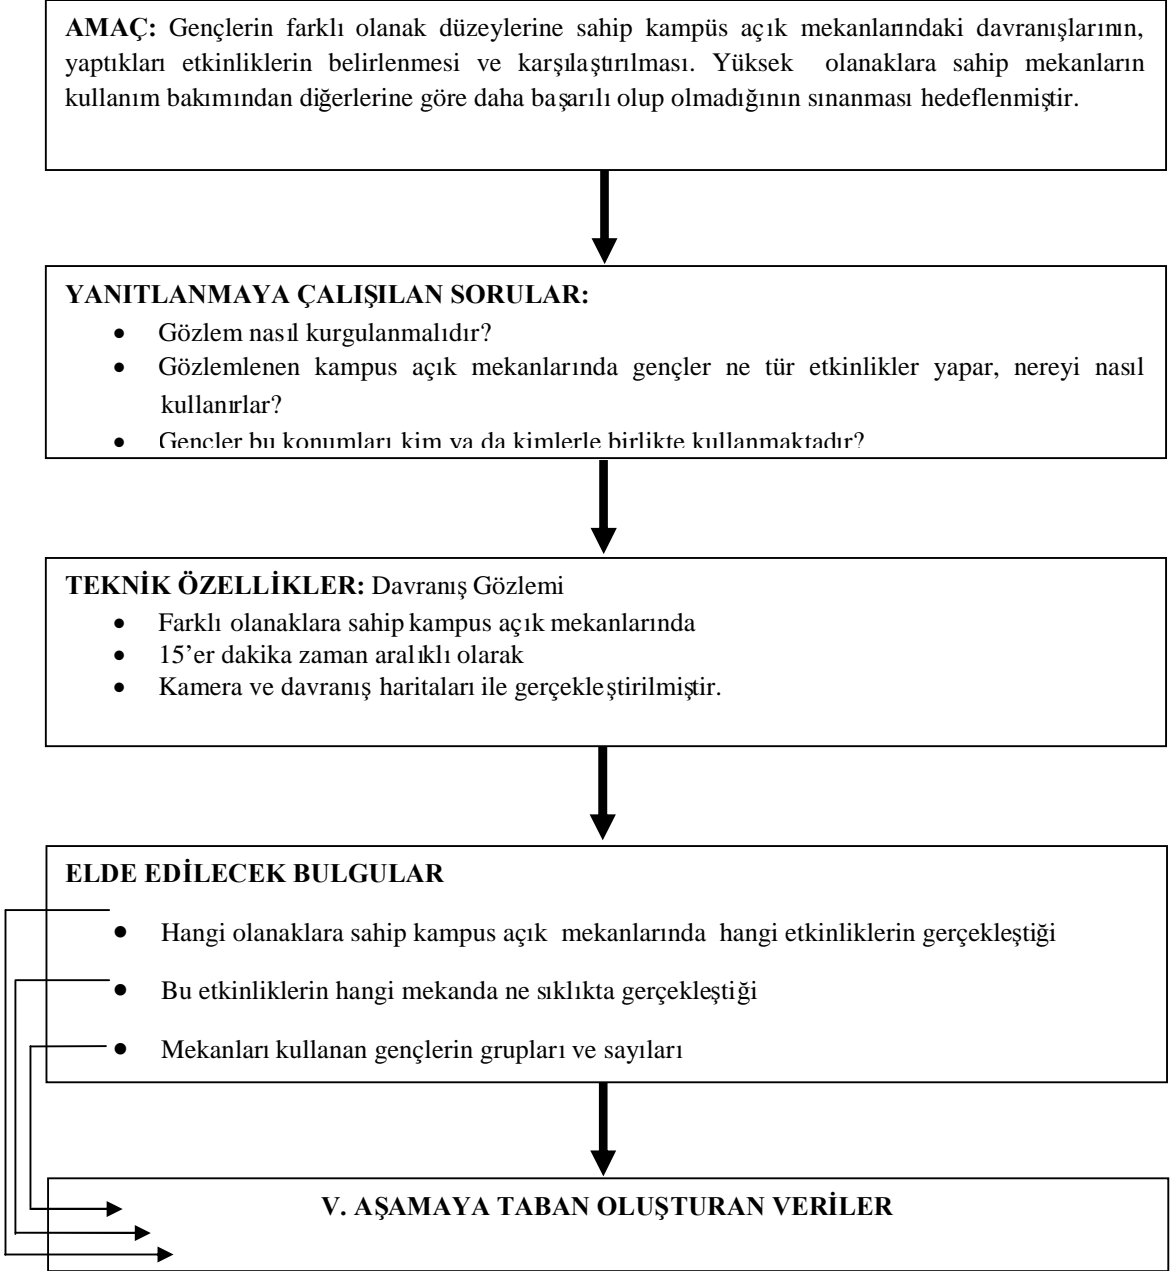 AMAÇ: Gençlerin farklı olanak düzeylerine sahip kampüs açık mekanlarındaki davranışlarının,
yaptıkları etkinliklerin belirlenmesi ve karşılaştırılması. Yüksek olanaklara sahip mekanların
kullanım bakımından diğerlerine göre daha başarılı olup olmadığının sınanması hedeflenmiştir.
YANITLANMAYA ÇALIŞILAN SORULAR:
• Gözlem nasıl kurgulanmalıdır?
• Gözlemlenen kampus açık mekanlarında gençler ne tür etkinlikler yapar, nereyi nasıl
kullanırlar?
• Gençler bu konumları kim ya da kimlerle birlikte kullanmaktadır?
TEKNİK ÖZELLİKLER: Davranış Gözlemi
• Farklı olanaklara sahip kampus açık mekanlarında
• 15’er dakika zaman aralıklı olarak
• Kamera ve davranış haritaları ile gerçekleştirilmiştir.
ELDE EDİLECEK BULGULAR
• Hangi olanaklara sahip kampus açık mekanlarında hangi etkinliklerin gerçekleştiği
• Bu etkinliklerin hangi mekanda ne sıklıkta gerçekleştiği
• Mekanları kullanan gençlerin grupları ve sayıları
V. AŞAMAYA TABAN OLUŞTURAN VERİLER